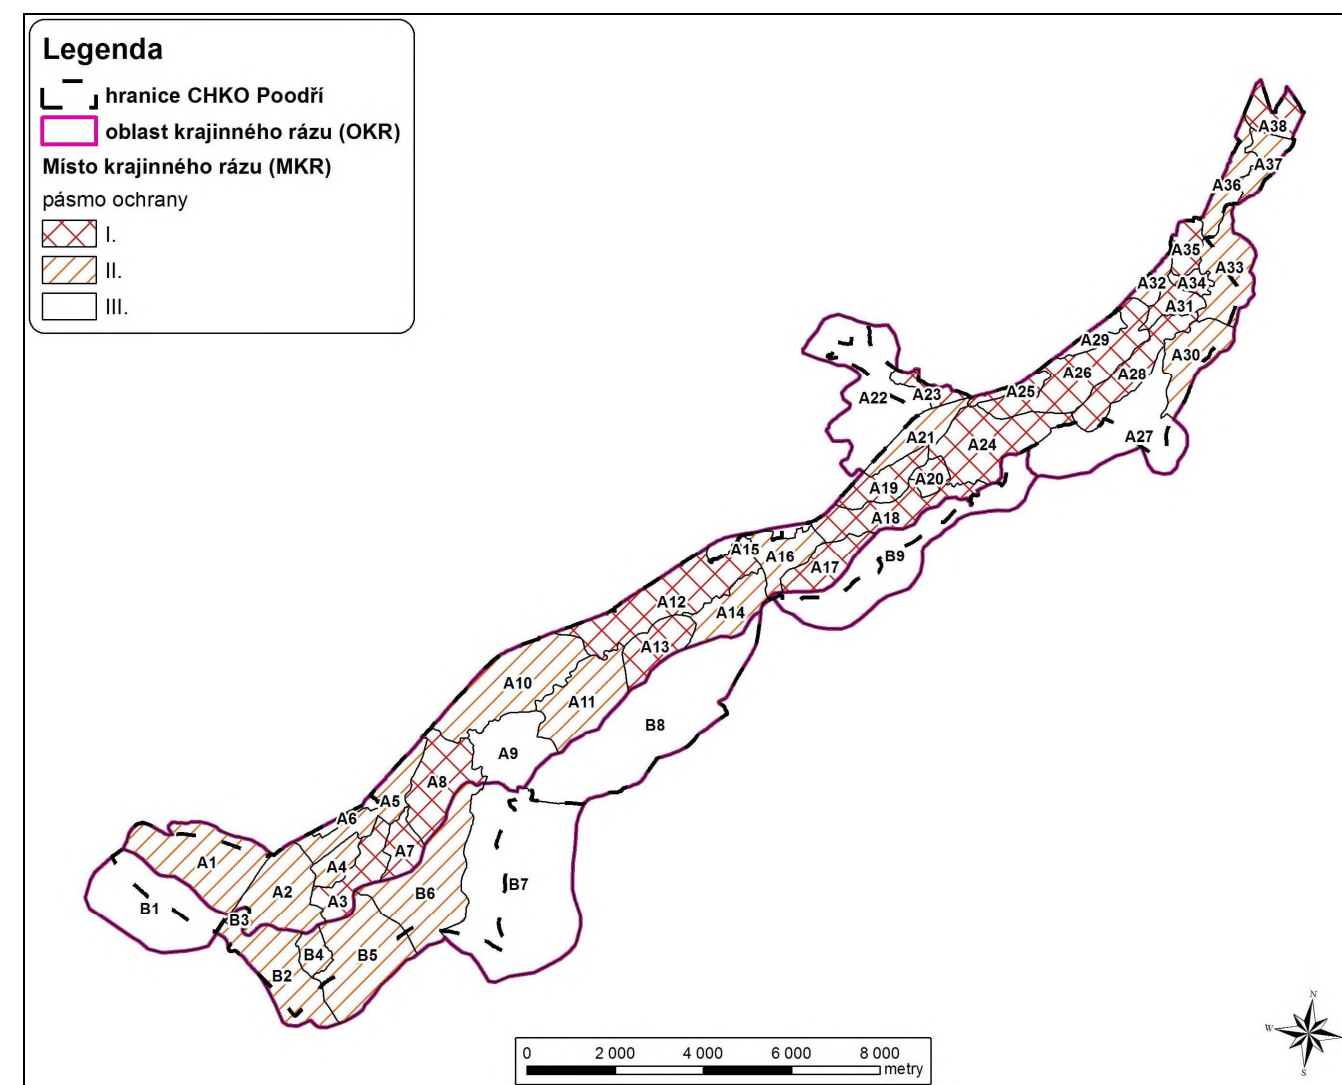 Legenda
hranice CHKO Poodří
oblast krajinného rázu (OKR)
Místo krajinného rázu (MKR)
pásmo ochrany
I.
II.
III.
A38
A37
A36
A35
A33
A32
A34
A31
A29
A30
A26
A28
A25
A23
A22
A27
A21
A24
A20
A19
A18
A15
A16
B9
A17
A12
A14
A13
A10
A11
B8
A9
A8
A5
A6
A7
A4
A1
A2
B6
B7
A3
B1
B3
B4
B5
B2
N
W
S
0 2 000 4 000 6 000 8 000
metry